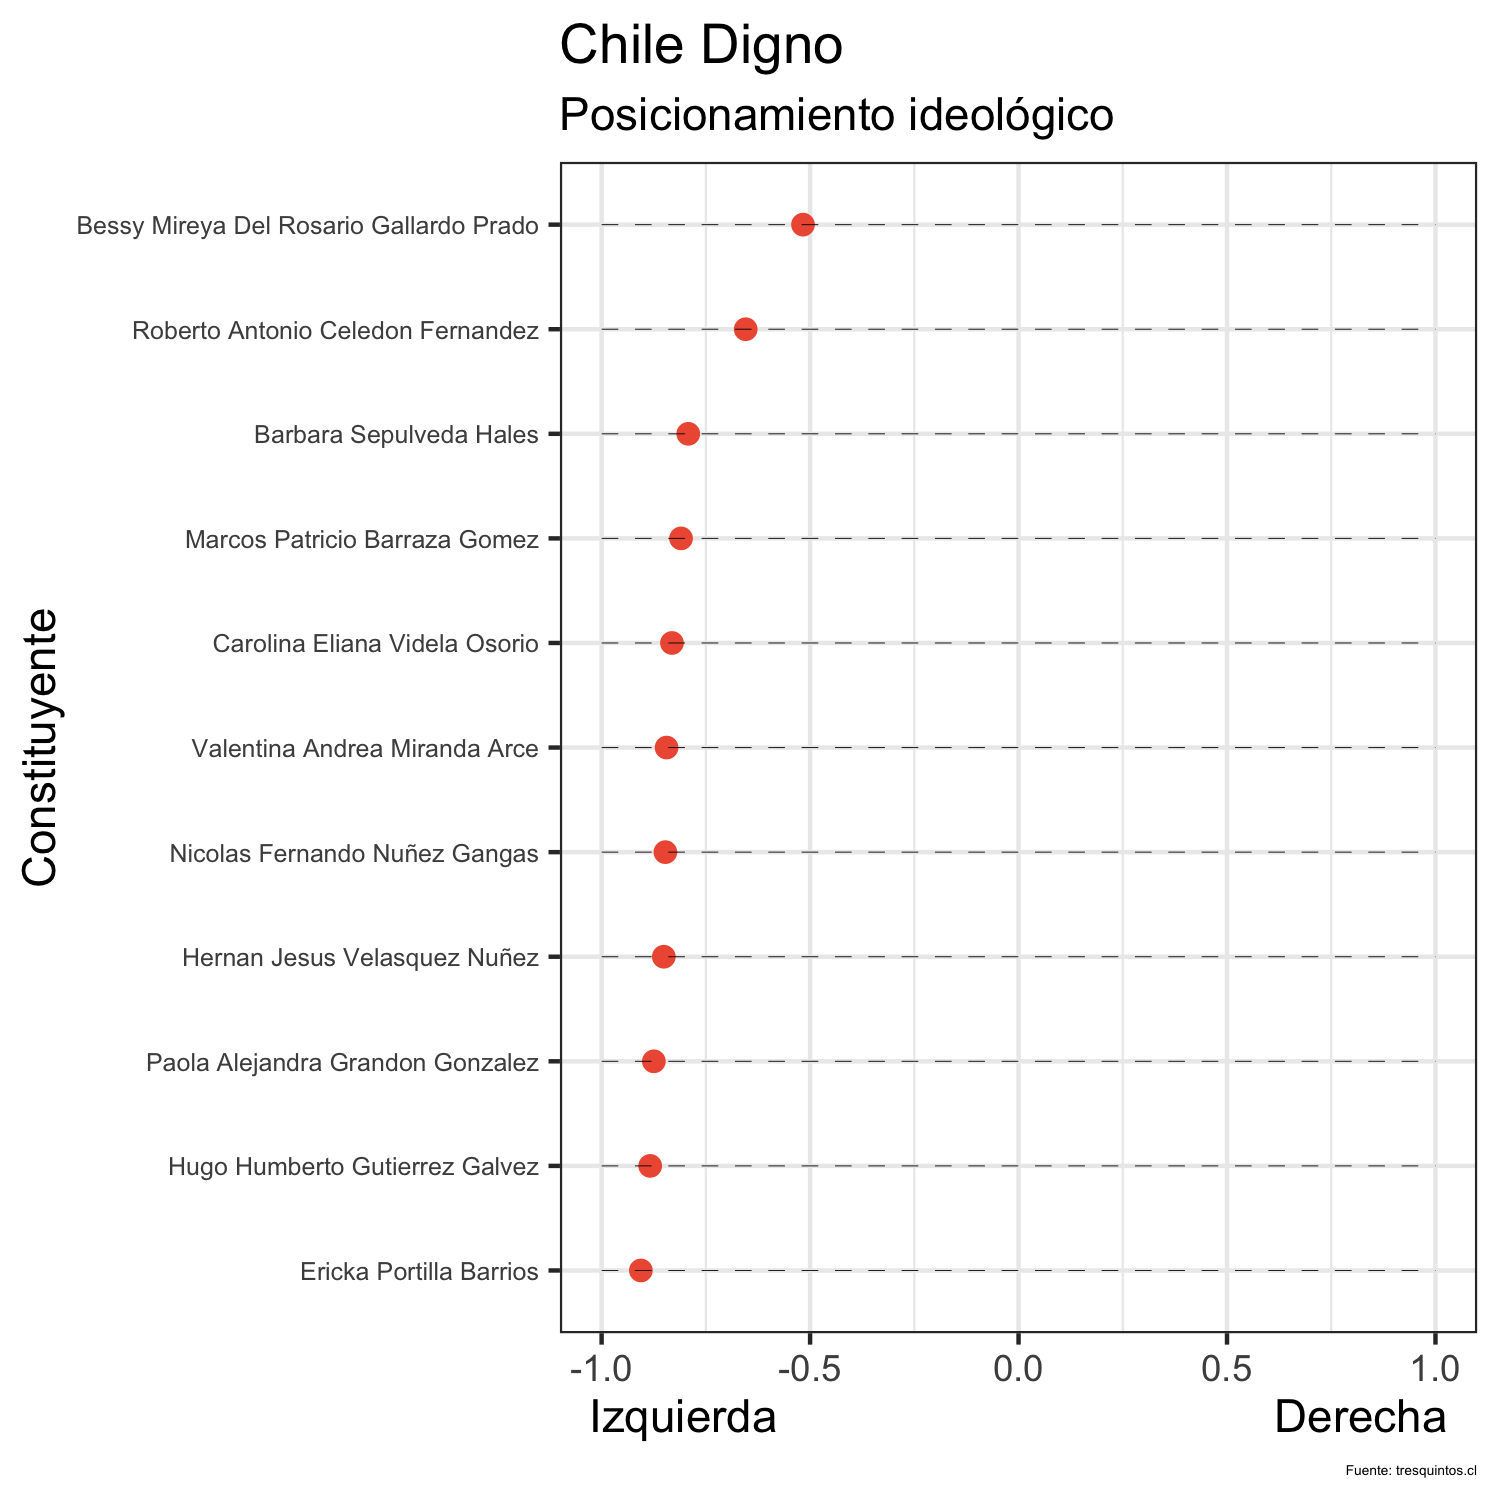 Chile Digno
Posicionamiento ideológico
Constituyente
Bessy Mireya Del Rosario Gallardo Prado
Roberto Antonio Celedon Fernandez
Barbara Sepulveda Hales
Marcos Patricio Barraza Gomez
Carolina Eliana Videla Osorio
Valentina Andrea Miranda Arce
Nicolas Fernando Nuñez Gangas
Hernan Jesus Velasquez Nuñez
Paola Alejandra Grandon Gonzalez
Hugo Humberto Gutierrez Galvez
Ericka Portilla Barrios
-1.0 -0.5 0.0 0.5 1.0
Izquierda Derecha
Fuente: tresquintos.cl